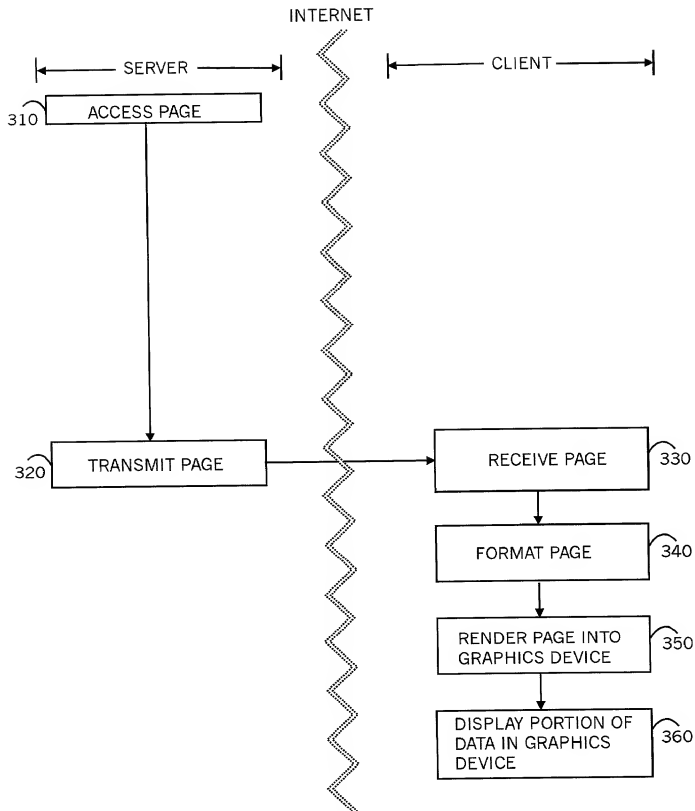 INTERNET
SERVER
CLIENT
310
ACCESS PAGE
320
TRANSMIT PAGE
RECEIVE PAGE
330
FORMAT PAGE
340
RENDER PAGE INTO
GRAPHICS DEVICE
350
DISPLAY PORTION OF
DATA IN GRAPHICS
DEVICE
360